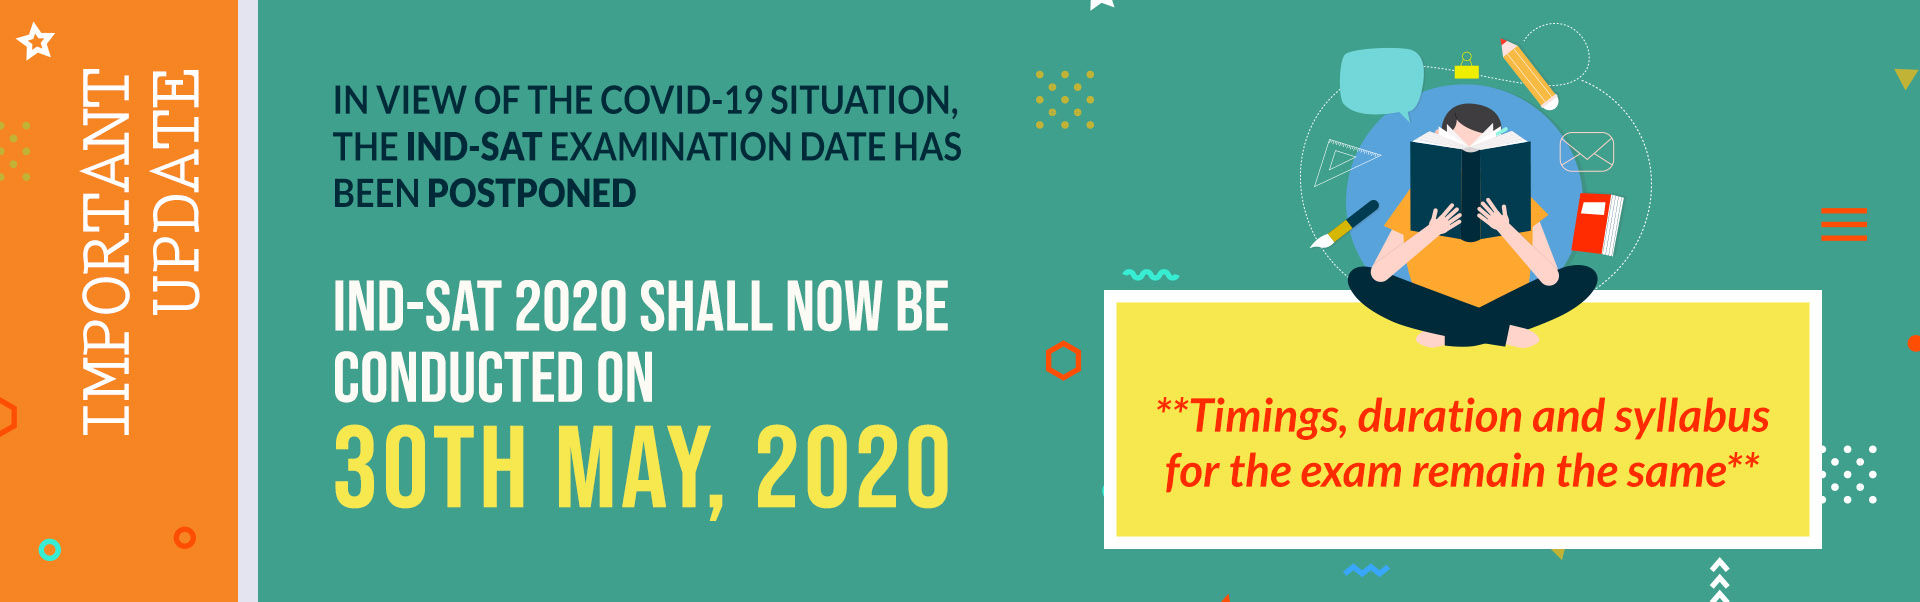 IMPORTANT
UPDATE
IN VIEW OF THE COVID-19 SITUATION,
THE IND-SAT EXAMINATION DATE HAS
BEEN POSTPONED
IND-SAT 2020 SHALL NOW BE
CONDUCTED ON
30TH MAY, 2020
**Timings, duration and syllabus
for the exam remain the same**